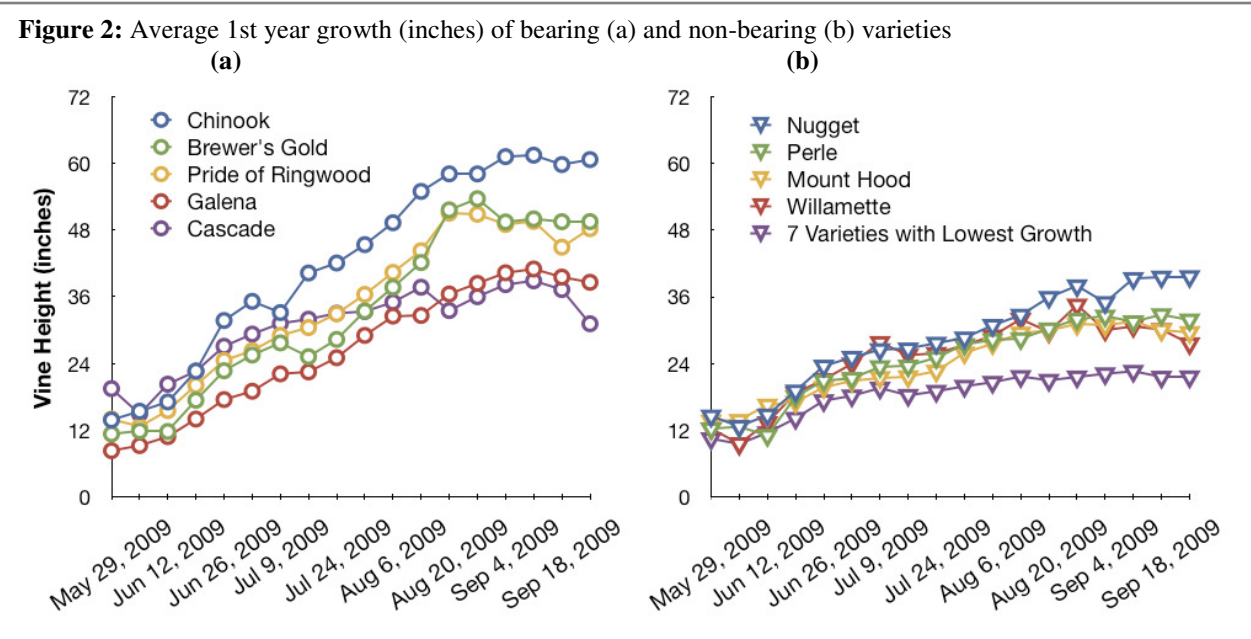 Figure 2: Average 1st year growth (inches) of bearing (a) and non-bearing (b) varieties
(a)
(b)
Vine Height (inches)
72
60
48
36
24
12
0
Chinook
Brewer's Gold
Pride of Ringwood
Galena
Cascade
May 29, 2009
Jun 12, 2009
Jun 26, 2009
Jul 9, 2009
Jul 24, 2009
Aug 6, 2009
Aug 20, 2009
Sep 4, 2009
Sep 18, 2009
72
60
48
36
24
12
0
Nugget
Perle
Mount Hood
Willamette
7 Varieties with Lowest Growth
May 29, 2009
Jun 12, 2009
Jun 26, 2009
Jul 9, 2009
Jul 24, 2009
Aug 6, 2009
Aug 20, 2009
Sep 4, 2009
Sep 18, 2009